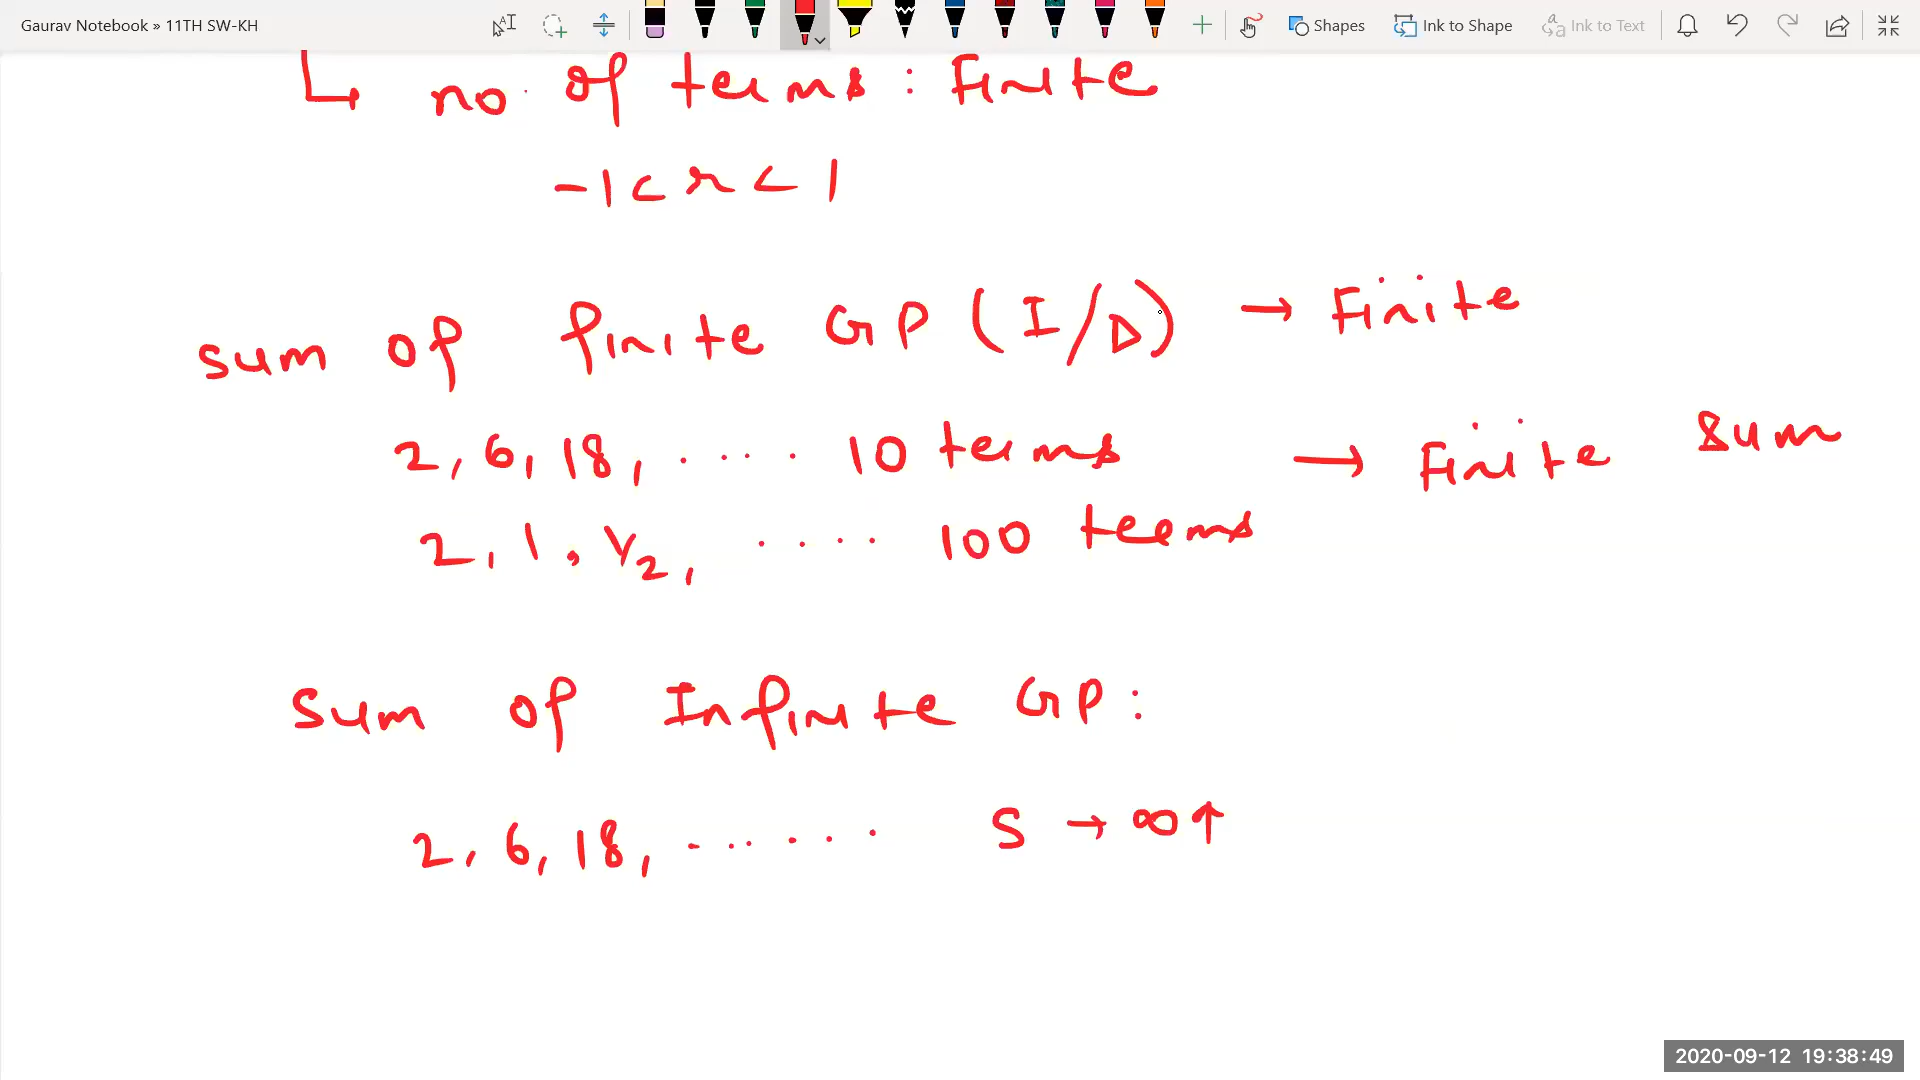 Gaurav Notebook » 11TH SW-KH Shapes Ink to Shape Ink to Text
↳ no. of terms : Finite
-1 < r < 1
sum of finite GP (I/D) → Finite
2, 6, 18, ..... 10 terms → Finite Sum
2, 1, 1/2, .... 100 terms
Sum of Infinite GP:
2, 6, 18, ...... S → ∞ ↑
2020-09-12 19:38:49